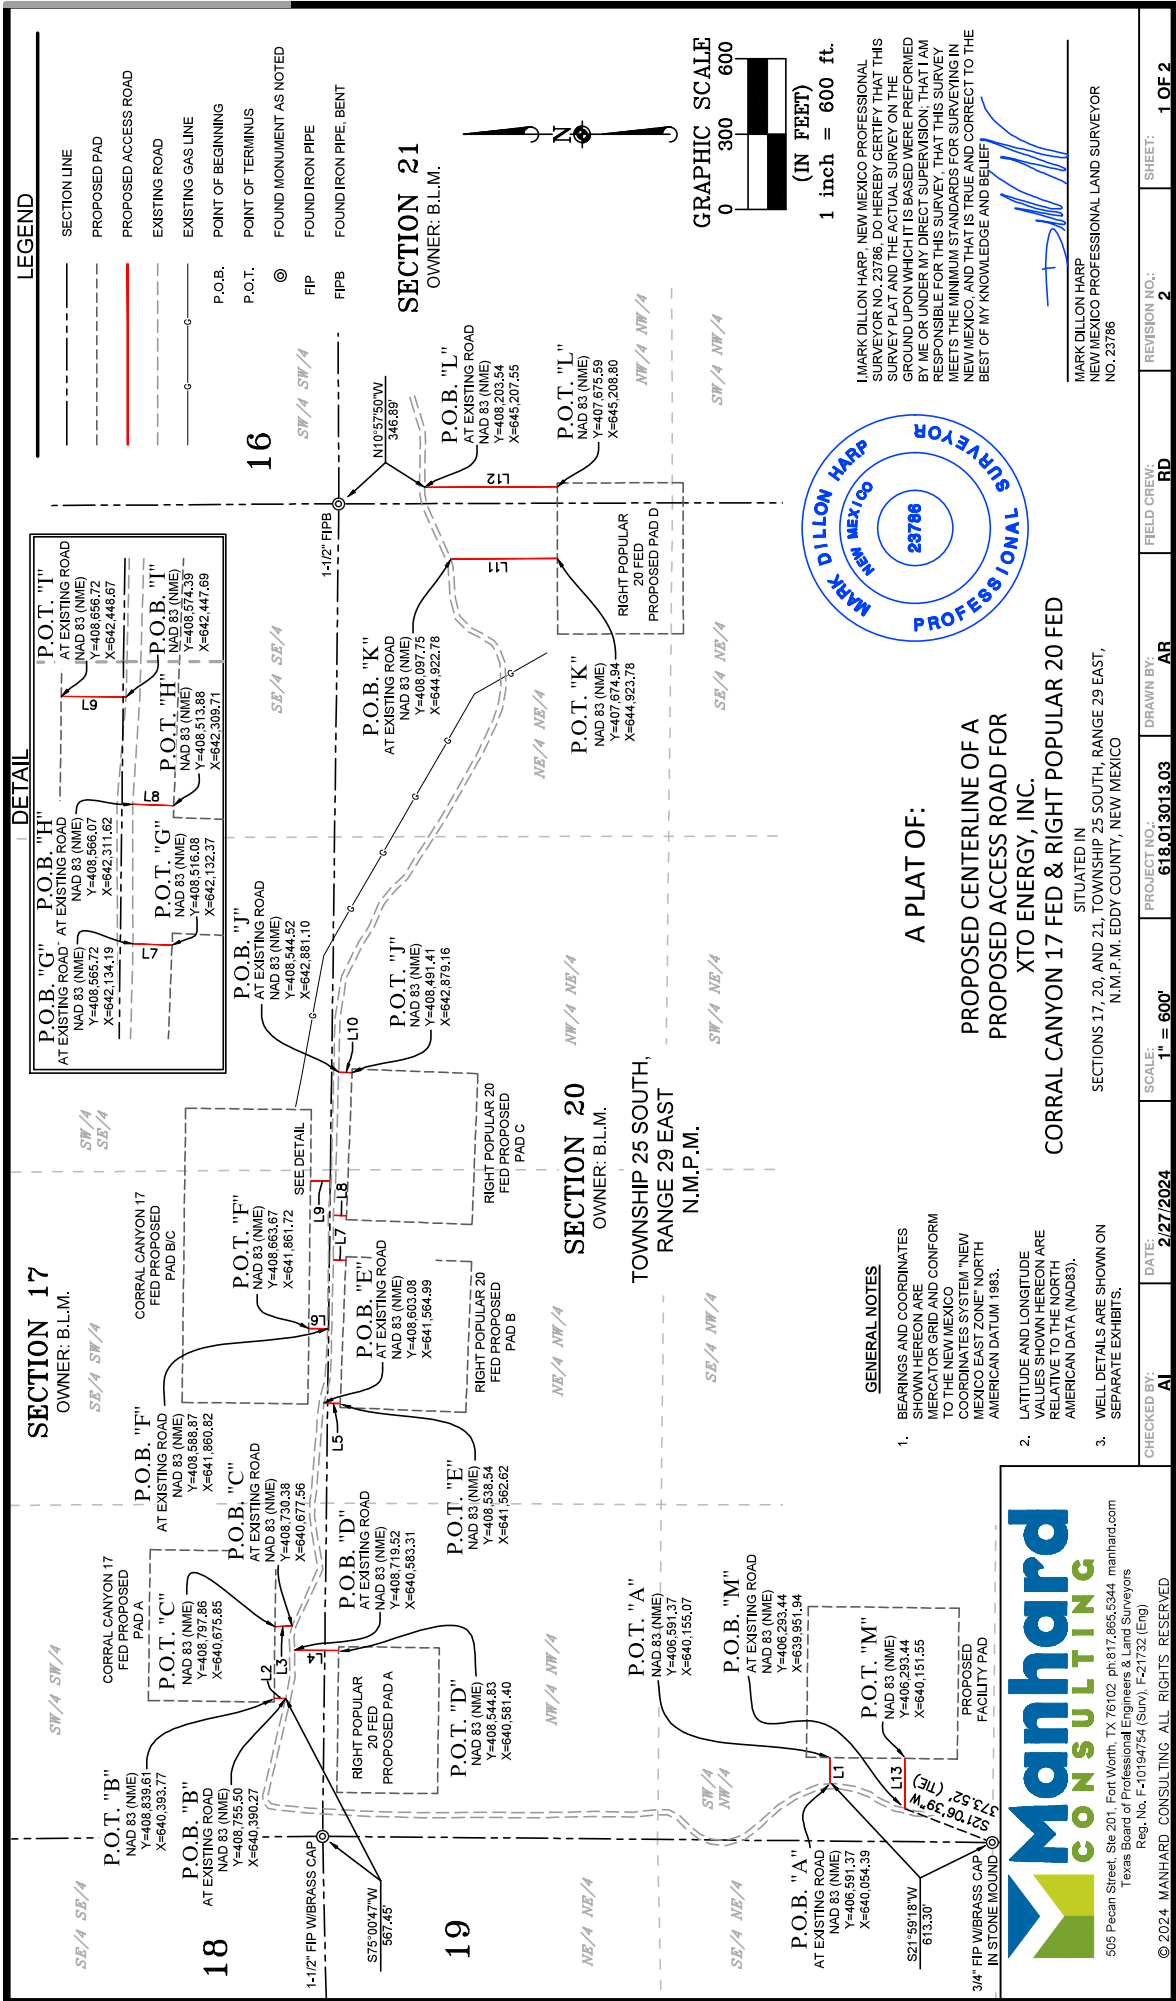 LEGEND
SECTION LINE
PROPOSED PAD
PROPOSED ACCESS ROAD
EXISTING ROAD
G
EXISTING GAS LINE
P.O.B. POINT OF BEGINNING
P.O.T. POINT OF TERMINUS
FOUND MONUMENT AS NOTED
FIP FOUND IRON PIPE
FIPB FOUND IRON PIPE, BENT
DETAIL
P.O.B. "G"
AT EXISTING ROAD
NAD 83 (NME)
Y=408,565.72
X=642,134.19
P.O.B. "H"
AT EXISTING ROAD
NAD 83 (NME)
Y=408,566.07
X=642,311.62
P.O.T. "I"
AT EXISTING ROAD
NAD 83 (NME)
Y=408,656.72
X=642,448.67
P.O.T. "G"
NAD 83 (NME)
Y=408,516.08
X=642,132.37
P.O.T. "H"
NAD 83 (NME)
Y=408,513.88
X=642,309.71
P.O.B. "I"
NAD 83 (NME)
Y=408,574.39
X=642,447.69
L7
L8
L9
SECTION 17
OWNER: B.L.M.
SE/4 SE/4
SW/4 SW/4
SE/4 SW/4
SW/4
SE/4
SE/4 SE/4
16
SW/4 SW/4
18
19
P.O.T. "B"
NAD 83 (NME)
Y=408,839.61
X=640,393.77
P.O.B. "B"
AT EXISTING ROAD
NAD 83 (NME)
Y=408,755.50
X=640,390.27
CORRAL CANYON 17
FED PROPOSED
PAD A
P.O.T. "C"
NAD 83 (NME)
Y=408,797.86
X=640,675.85
P.O.B. "C"
AT EXISTING ROAD
NAD 83 (NME)
Y=408,730.38
X=640,677.56
P.O.B. "F"
AT EXISTING ROAD
NAD 83 (NME)
Y=408,588.87
X=641,860.82
CORRAL CANYON 17
FED PROPOSED
PAD B/C
P.O.T. "F"
NAD 83 (NME)
Y=408,663.67
X=641,861.72
SEE DETAIL
P.O.B. "J"
AT EXISTING ROAD
NAD 83 (NME)
Y=408,544.52
X=642,881.10
P.O.T. "J"
NAD 83 (NME)
Y=408,491.41
X=642,879.16
L2
L3
L4
L5
L6
L7
L8
L9
L10
G
G
G
G
G
G
1-1/2" FIP W/BRASS CAP
S75°00'47"W
567.45'
RIGHT POPULAR
20 FED
PROPOSED PAD A
P.O.B. "D"
AT EXISTING ROAD
NAD 83 (NME)
Y=408,719.52
X=640,583.31
P.O.T. "D"
NAD 83 (NME)
Y=408,544.83
X=640,581.40
P.O.B. "E"
AT EXISTING ROAD
NAD 83 (NME)
Y=408,603.08
X=641,564.99
P.O.T. "E"
NAD 83 (NME)
Y=408,538.54
X=641,562.62
RIGHT POPULAR 20
FED PROPOSED
PAD B
RIGHT POPULAR 20
FED PROPOSED
PAD C
P.O.B. "K"
AT EXISTING ROAD
NAD 83 (NME)
Y=408,097.75
X=644,922.78
P.O.T. "K"
NAD 83 (NME)
Y=407,674.94
X=644,923.78
1-1/2" FIPB
N10°57'50"W
346.89'
L11
L12
RIGHT POPULAR
20 FED
PROPOSED PAD D
P.O.B. "L"
AT EXISTING ROAD
NAD 83 (NME)
Y=408,203.54
X=645,207.55
P.O.T. "L"
NAD 83 (NME)
Y=407,675.59
X=645,208.80
SECTION 21
OWNER: B.L.M.
N
SECTION 20
OWNER: B.L.M.
TOWNSHIP 25 SOUTH,
RANGE 29 EAST
N.M.P.M.
NE/4 NE/4
NW/4 NW/4
NE/4 NW/4
NW/4 NE/4
NE/4 NE/4
NW/4 NW/4
SE/4 NE/4
SW/4
NW/4
SE/4 NW/4
SW/4 NE/4
SE/4 NE/4
SW/4 NW/4
P.O.T. "A"
NAD 83 (NME)
Y=406,591.37
X=640,155.07
P.O.B. "M"
AT EXISTING ROAD
NAD 83 (NME)
Y=406,293.44
X=639,951.94
P.O.B. "A"
AT EXISTING ROAD
NAD 83 (NME)
Y=406,591.37
X=640,054.39
P.O.T. "M"
NAD 83 (NME)
Y=406,293.44
X=640,151.55
PROPOSED
FACILITY PAD
L1
L13
S21°06'39"W
373.52' (TIE)
S21°59'18"W
613.30'
3/4" FIP W/BRASS CAP
IN STONE MOUND
GRAPHIC SCALE
0 300 600
(IN FEET)
1 inch = 600 ft.
GENERAL NOTES
1. BEARINGS AND COORDINATES
SHOWN HEREON ARE
MERCATOR GRID AND CONFORM
TO THE NEW MEXICO
COORDINATES SYSTEM "NEW
MEXICO EAST ZONE" NORTH
AMERICAN DATUM 1983.
2. LATITUDE AND LONGITUDE
VALUES SHOWN HEREON ARE
RELATIVE TO THE NORTH
AMERICAN DATA (NAD83).
3. WELL DETAILS ARE SHOWN ON
SEPARATE EXHIBITS.
A PLAT OF:
PROPOSED CENTERLINE OF A
PROPOSED ACCESS ROAD FOR
XTO ENERGY, INC.
CORRAL CANYON 17 FED & RIGHT POPULAR 20 FED
SITUATED IN
SECTIONS 17, 20, AND 21, TOWNSHIP 25 SOUTH, RANGE 29 EAST,
N.M.P.M. EDDY COUNTY, NEW MEXICO
MARK DILLON HARP
NEW MEXICO
23786
PROFESSIONAL SURVEYOR
I,MARK DILLON HARP, NEW MEXICO PROFESSIONAL
SURVEYOR NO. 23786, DO HEREBY CERTIFY THAT THIS
SURVEY PLAT AND THE ACTUAL SURVEY ON THE
GROUND UPON WHICH IT IS BASED WERE PREFORMED
BY ME OR UNDER MY DIRECT SUPERVISION; THAT I AM
RESPONSIBLE FOR THIS SURVEY, THAT THIS SURVEY
MEETS THE MINIMUM STANDARDS FOR SURVEYING IN
NEW MEXICO, AND THAT IS TRUE AND CORRECT TO THE
BEST OF MY KNOWLEDGE AND BELIEF.
MARK DILLON HARP
NEW MEXICO PROFESSIONAL LAND SURVEYOR
NO. 23786
Manhard
CONSULTING
505 Pecan Street, Ste 201, Fort Worth, TX 76102 ph:817.865.5344 manhard.com
Texas Board of Professional Engineers & Land Surveyors
Reg. No. F-10194754 (Surv), F-21732 (Eng)
© 2024 MANHARD CONSULTING ALL RIGHTS RESERVED
CHECKED BY: AI
DATE: 2/27/2024
SCALE: 1" = 600'
PROJECT NO.: 618.013013.03
DRAWN BY: AR
FIELD CREW: RD
REVISION NO.: 2
SHEET: 1 OF 2